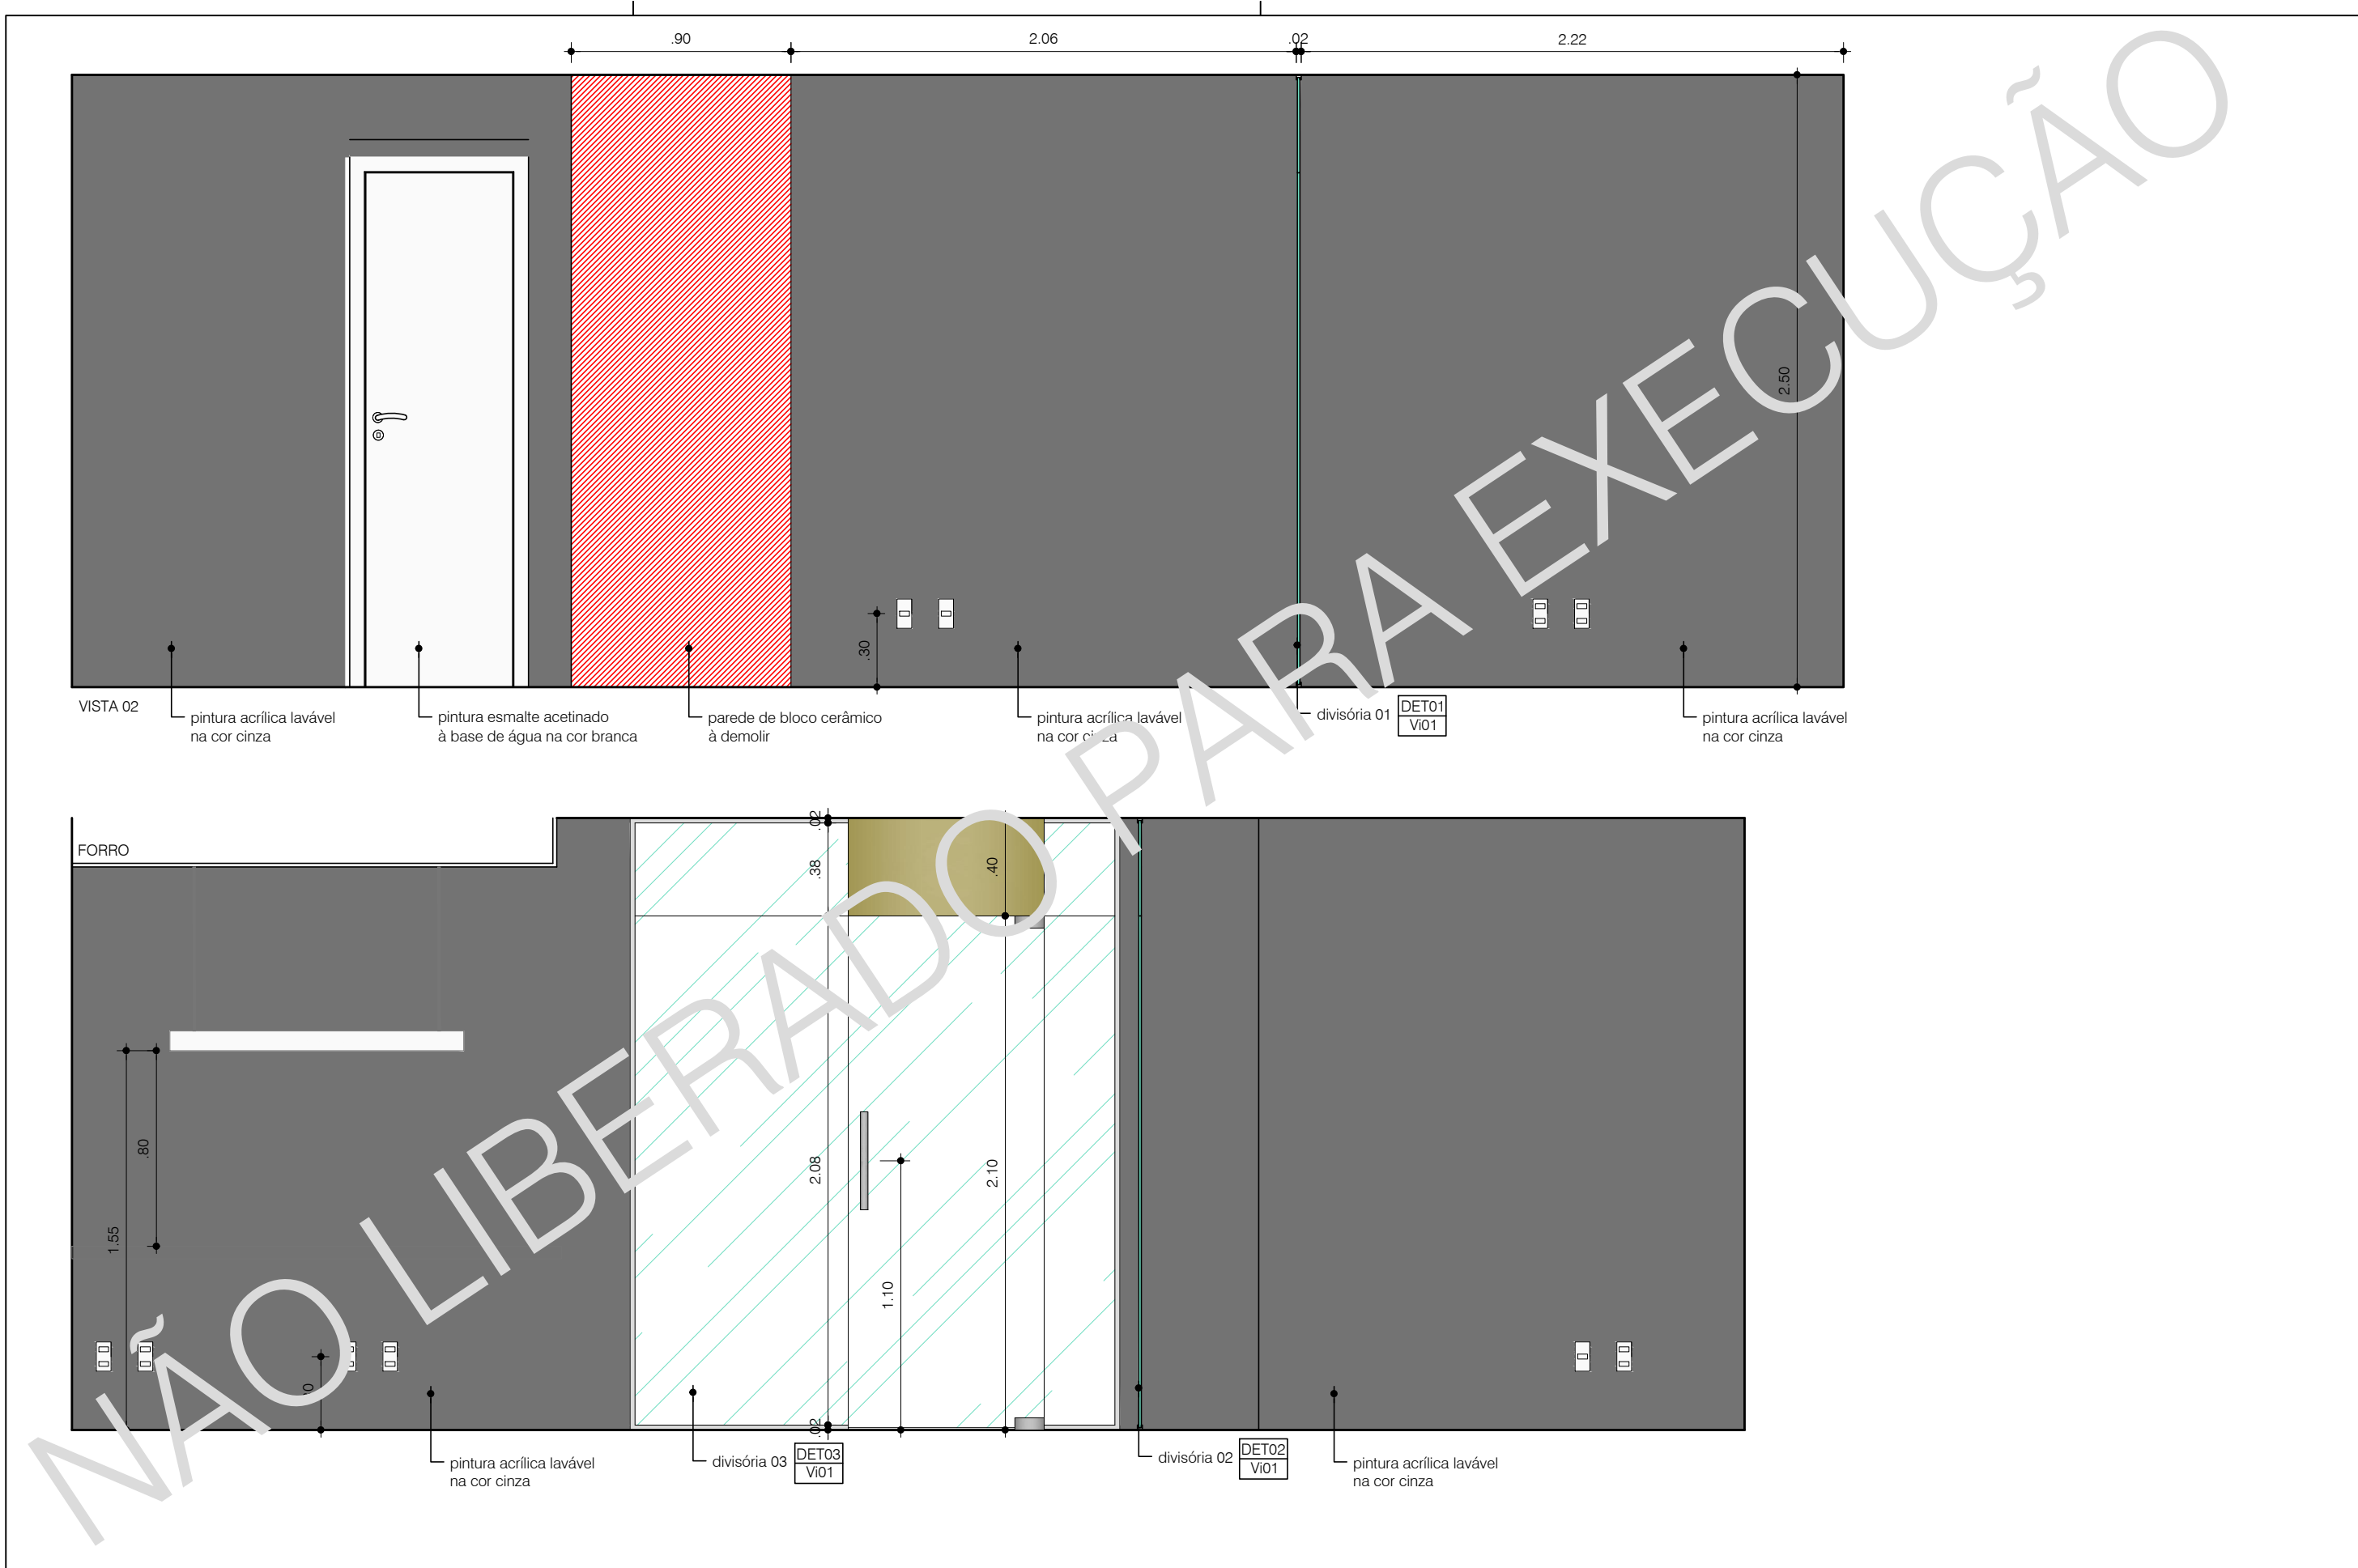 .90
2.06
.02
2.22
2.50
.30
VISTA 02
pintura acrílica lavável
na cor cinza
pintura esmalte acetinado
à base de água na cor branca
parede de bloco cerâmico
à demolir
pintura acrílica lavável
na cor cinza
divisória 01
DET01
Vi01
pintura acrílica lavável
na cor cinza
NÃO LIBERADO PARA EXECUÇÃO
FORRO
.02
.38
.40
.80
1.55
2.08
2.10
1.10
.02
pintura acrílica lavável
na cor cinza
divisória 03
DET03
Vi01
divisória 02
DET02
Vi01
pintura acrílica lavável
na cor cinza